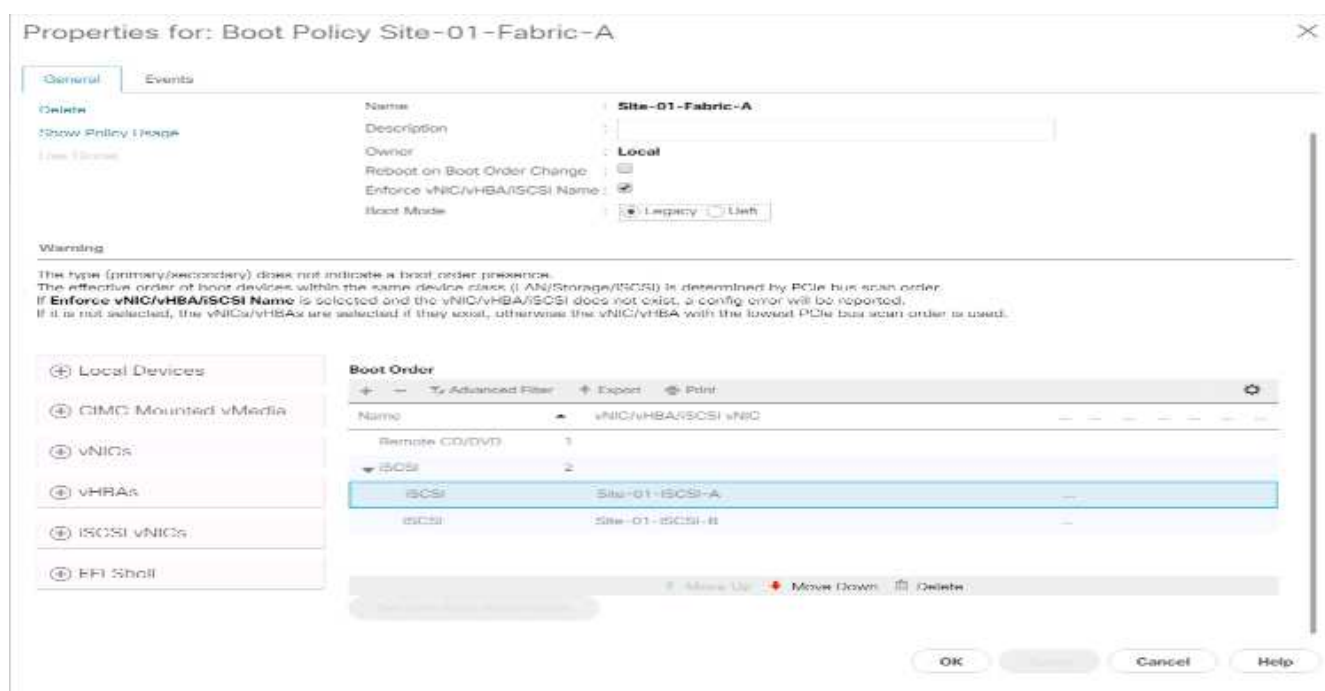 Properties for: Boot Policy Site-01-Fabric-A
General Events
Delete
Show Policy Usage
Name : Site-01-Fabric-A
Description :
Owner : Local
Reboot on Boot Order Change :
Enforce vNIC/vHBA/iSCSI Name :
Boot Mode : Legacy Uefi
Warning
The type (primary/secondary) does not indicate a boot order presence.
The effective order of boot devices within the same device class (LAN/Storage/iSCSI) is determined by PCIe bus scan order.
If Enforce vNIC/vHBA/iSCSI Name is selected and the vNIC/vHBA/iSCSI does not exist, a config error will be reported.
If it is not selected, the vNICs/vHBAs are selected if they exist, otherwise the vNIC/vHBA with the lowest PCIe bus scan order is used.
Local Devices
CIMC Mounted vMedia
vNICs
vHBAs
iSCSI vNICs
EFI Shell
Boot Order
+ − Advanced Filter Export Print
Name vNIC/vHBA/iSCSI vNIC
Remote CD/DVD 1
iSCSI 2
iSCSI Site-01-iSCSI-A
iSCSI Site-01-iSCSI-B
Move Up Move Down Delete
OK Cancel Help